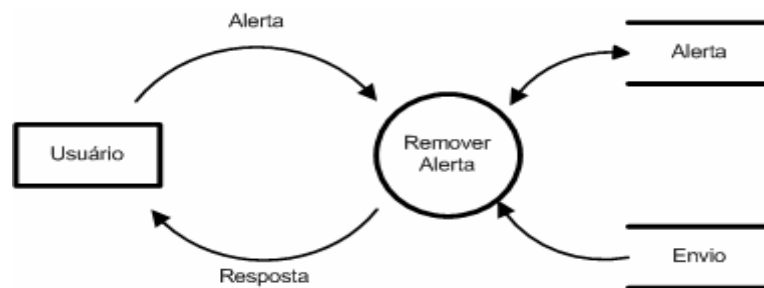 Alerta
Alerta
Usuário
Remover
Alerta
Envio
Resposta